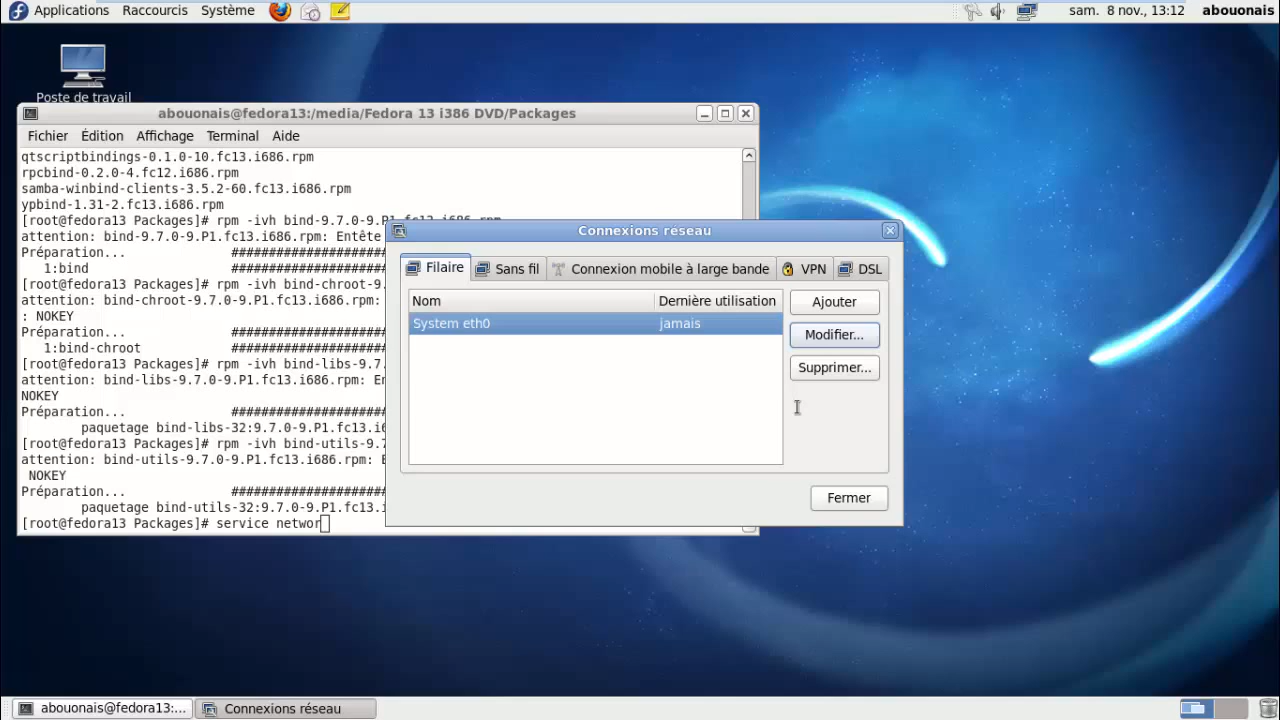 Applications Raccourcis Système sam. 8 nov., 13:12 abouonais
Poste de travail
abouonais@fedora13:/media/Fedora 13 i386 DVD/Packages
Fichier Édition Affichage Terminal Aide
qtscriptbindings-0.1.0-10.fc13.i686.rpm
rpcbind-0.2.0-4.fc12.i686.rpm
samba-winbind-clients-3.5.2-60.fc13.i686.rpm
ypbind-1.31-2.fc13.i686.rpm
[root@fedora13 Packages]# rpm -ivh bind-9.7.0-9.P1.fc13.i686.rpm
attention: bind-9.7.0-9.P1.fc13.i686.rpm: Entête
Préparation... ####################
1:bind ####################
[root@fedora13 Packages]# rpm -ivh bind-chroot-9.
attention: bind-chroot-9.7.0-9.P1.fc13.i686.rpm:
: NOKEY
Préparation... ####################
1:bind-chroot ####################
[root@fedora13 Packages]# rpm -ivh bind-libs-9.7.
attention: bind-libs-9.7.0-9.P1.fc13.i686.rpm: En
NOKEY
Préparation... ####################
paquetage bind-libs-32:9.7.0-9.P1.fc13.i6
[root@fedora13 Packages]# rpm -ivh bind-utils-9.7
attention: bind-utils-9.7.0-9.P1.fc13.i686.rpm: E
NOKEY
Préparation... ####################
paquetage bind-utils-32:9.7.0-9.P1.fc13.i
[root@fedora13 Packages]# service networ
Connexions réseau
Filaire Sans fil Connexion mobile à large bande VPN DSL
Nom Dernière utilisation
System eth0 jamais
Ajouter
Modifier...
Supprimer...
Fermer
abouonais@fedora13:... Connexions réseau